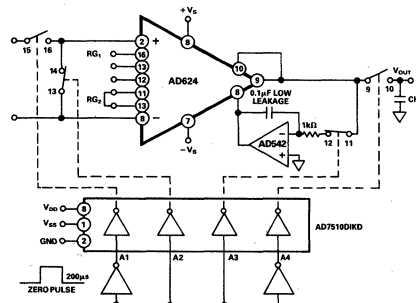 +VS
15 16
2 +
8
RG1
16
13
12
10
9
AD624
VOUT
9 10
CH
14
13
RG2
11
13
8 -
7
-VS
6
0.1µF LOW
LEAKAGE
1kΩ
12 11
AD542
VDD 8
VSS 1
GND 2
AD7510DIKD
200µs
ZERO PULSE
A1 A2 A3 A4